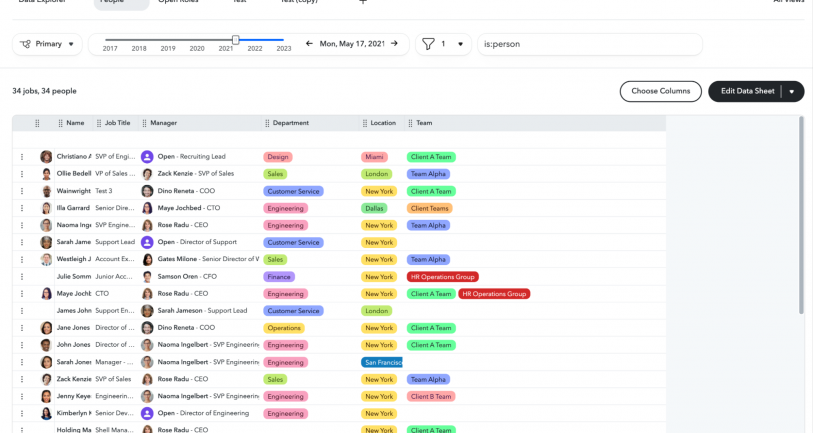 Data Explorer People Open Roles Test Test (copy) + All Views
Primary 2017 2018 2019 2020 2021 2022 2023 Mon, May 17, 2021 1 is:person
34 jobs, 34 people Choose Columns Edit Data Sheet
Name Job Title Manager Department Location Team
Christiano SVP of Engi... Open - Recruiting Lead Design Miami Client A Team
Ollie Bedell VP of Sales ... Zack Kenzie - SVP of Sales Sales London Team Alpha
Wainwright Test 3 Dino Reneta - COO Customer Service New York Client A Team
Illa Garrard Senior Dire... Maye Jochbed - CTO Engineering Dallas Client Teams
Naoma Inge SVP Engine... Rose Radu - CEO Engineering New York Team Alpha
Sarah Jame Support Lead Open - Director of Support Customer Service New York
Westleigh J Account Ex... Gates Milone - Senior Director of V Sales New York Team Alpha
Julie Somm Junior Acc... Samson Oren - CFO Finance New York HR Operations Group
Maye Jochb CTO Rose Radu - CEO Engineering New York Client A Team HR Operations Group
James John Support En... Sarah Jameson - Support Lead Customer Service London
Jane Jones Director of ... Dino Reneta - COO Operations New York Client A Team
John Jones Director of ... Naoma Ingelbert - SVP Engineering Engineering New York Client A Team
Sarah Jones Manager - ... Naoma Ingelbert - SVP Engineering Engineering San Francisc
Zack Kenzie SVP of Sales Rose Radu - CEO Sales New York Team Alpha
Jenny Keye Engineerin... Naoma Ingelbert - SVP Engineering Engineering New York Client B Team
Kimberlyn Senior Dev... Open - Director of Engineering Engineering New York
Holding Ma Shell Mana... Rose Radu - CEO New York Client A Team